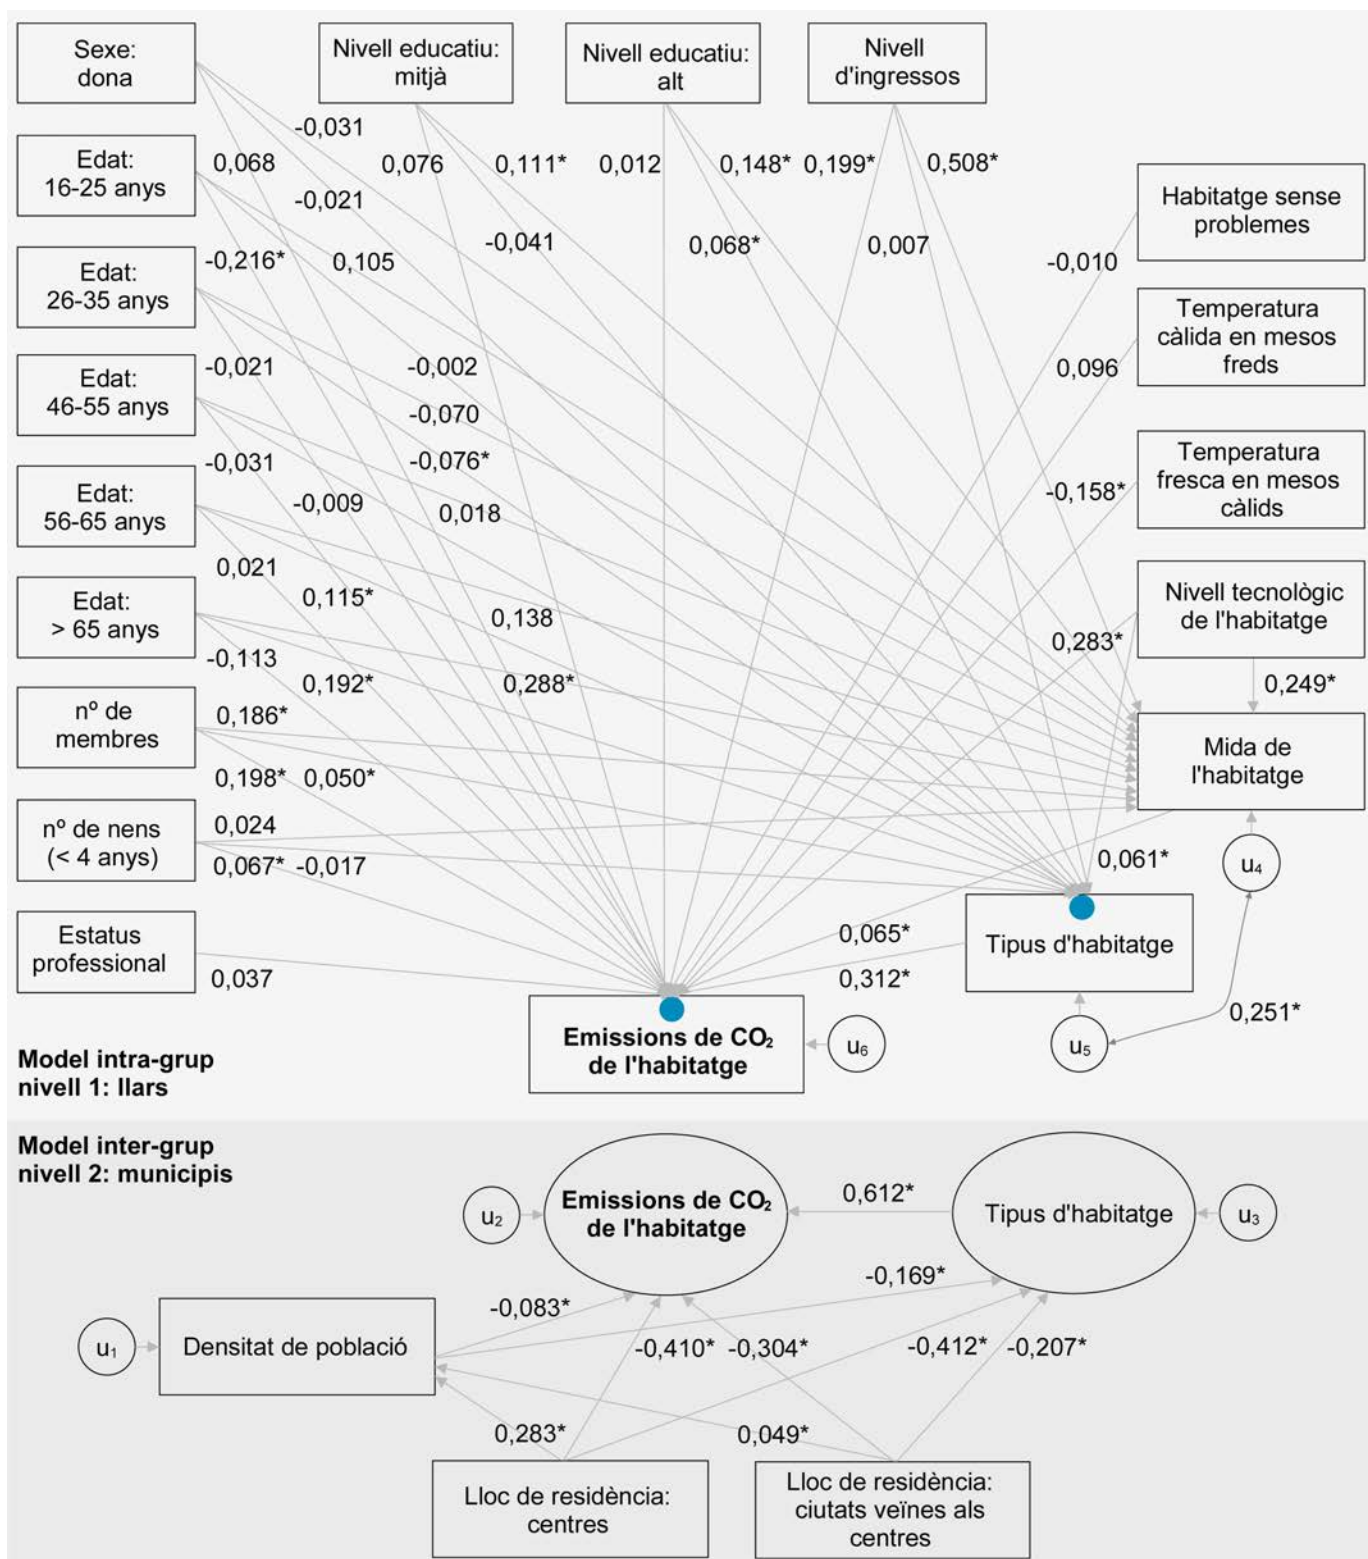 Sexe:
dona
Nivell educatiu:
mitjà
Nivell educatiu:
alt
Nivell
d'ingressos
-0,031
Edat:
16-25 anys
0,068
0,076
0,111*
0,012
0,148*
0,199*
0,508*
Habitatge sense
problemes
-0,021
-0,041
0,068*
0,007
Edat:
26-35 anys
-0,216*
0,105
-0,010
Temperatura
càlida en mesos
freds
Edat:
46-55 anys
-0,021
-0,002
0,096
-0,070
-0,031
-0,076*
Temperatura
fresca en mesos
càlids
Edat:
56-65 anys
-0,009
0,018
-0,158*
0,021
Edat:
> 65 anys
0,115*
0,138
Nivell tecnològic
de l'habitatge
0,283*
-0,113
0,192*
0,288*
0,249*
nº de
membres
0,186*
Mida de
l'habitatge
0,198*
0,050*
nº de nens
(< 4 anys)
0,024
0,067*
-0,017
0,061*
u₄
Estatus
professional
0,037
0,065*
0,312*
Tipus d'habitatge
0,251*
Emissions de CO₂
de l'habitatge
u₆
u₅
Model intra-grup
nivell 1: llars
Model inter-grup
nivell 2: municipis
u₂
Emissions de CO₂
de l'habitatge
0,612*
Tipus d'habitatge
u₃
-0,169*
-0,083*
u₁
Densitat de població
-0,410*
-0,304*
-0,412*
-0,207*
0,283*
0,049*
Lloc de residència:
centres
Lloc de residència:
ciutats veïnes als
centres